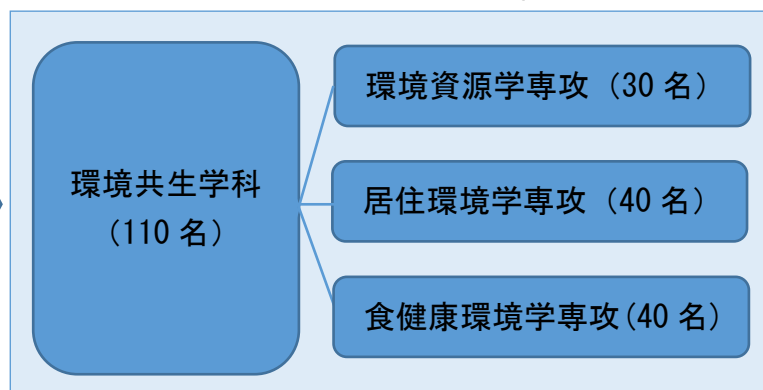 環境共生学科
（110 名）
環境資源学専攻（30 名）
居住環境学専攻（40 名）
食健康環境学専攻(40 名)